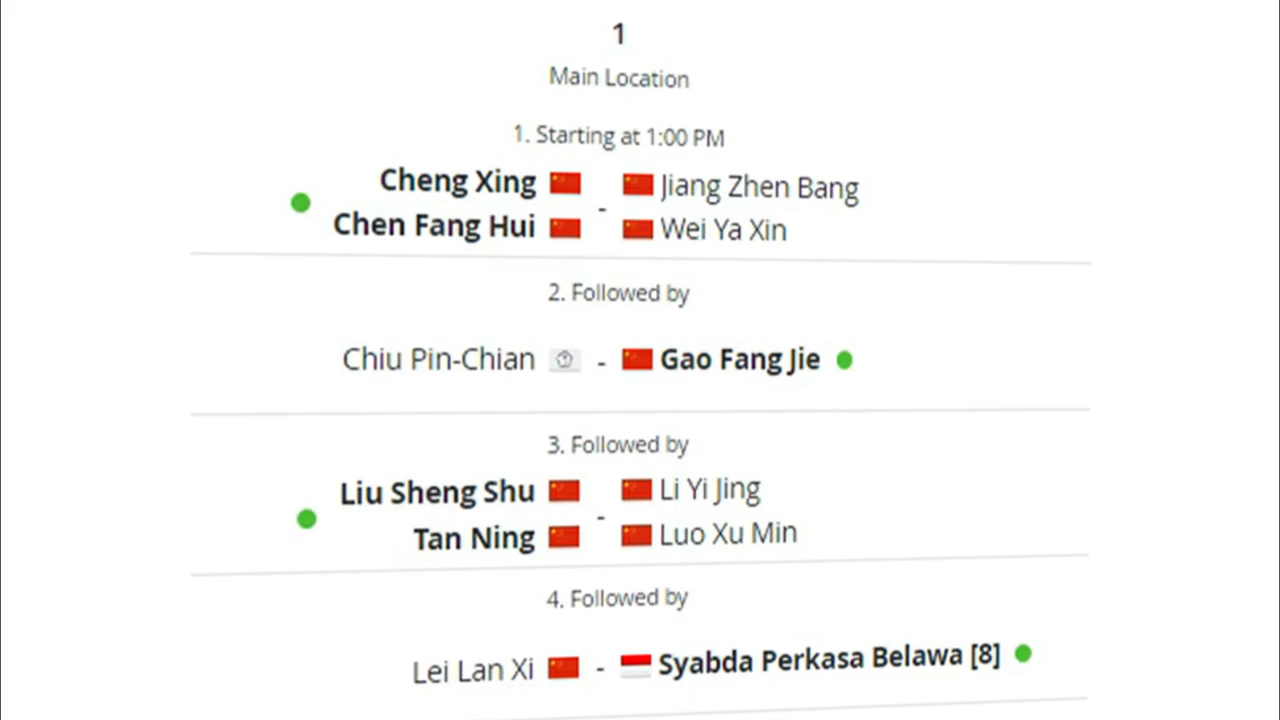 1
Main Location
1. Starting at 1:00 PM
Cheng Xing - Jiang Zhen Bang
Chen Fang Hui Wei Ya Xin
2. Followed by
Chiu Pin-Chian - Gao Fang Jie
3. Followed by
Liu Sheng Shu - Li Yi Jing
Tan Ning Luo Xu Min
4. Followed by
Lei Lan Xi - Syabda Perkasa Belawa [8]